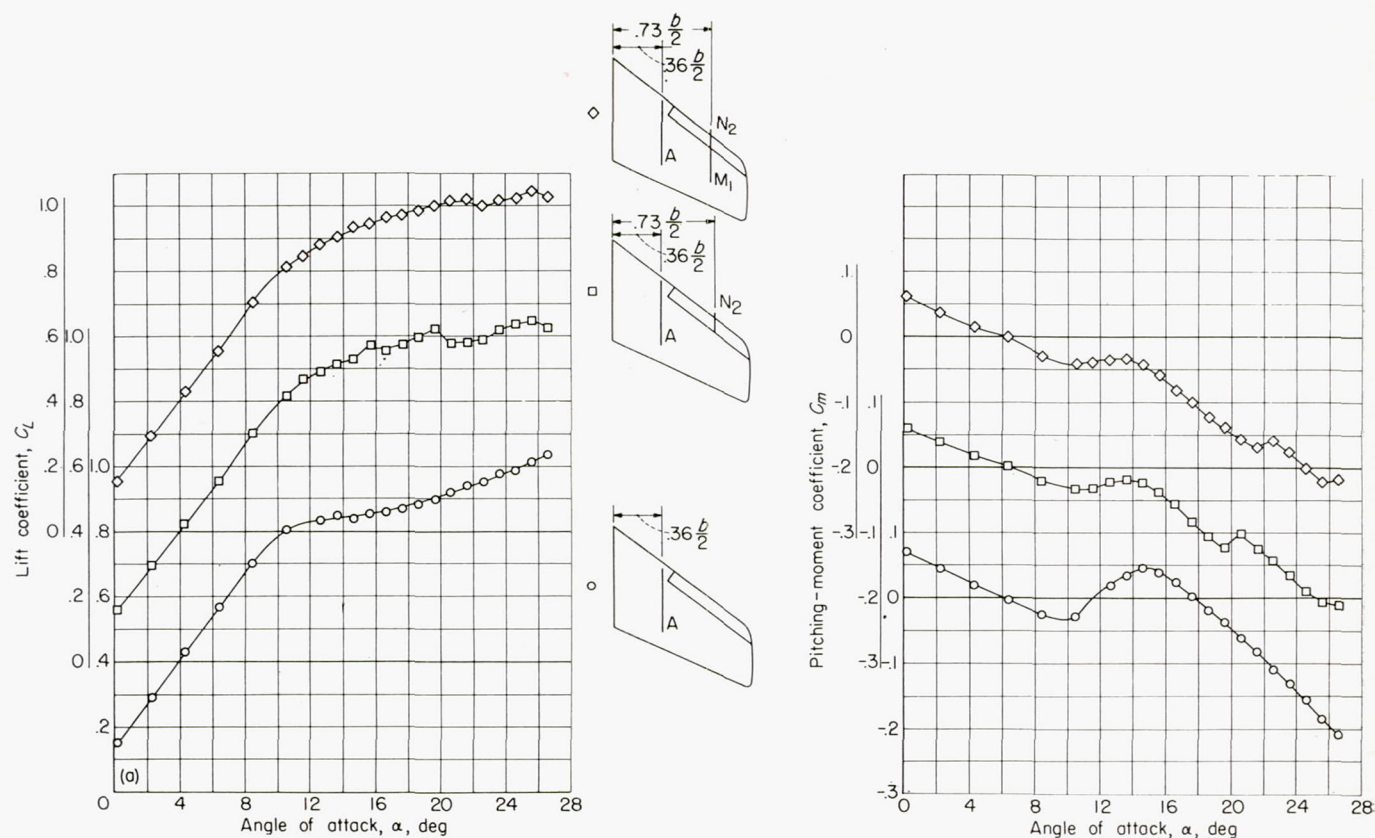 .73 b/2
.36 b/2
N2
A
M1
.73 b/2
.36 b/2
N2
A
.36 b/2
A
1.0
.8
.6 1.0
.4 .8
.2 .6 1.0
0 .4 .8
.2 .6
0 .4
.2
0 4 8 12 16 20 24 28
(a)
Lift coefficient, CL
Angle of attack, α, deg
.1
0
-.1 .1
-.2 0
-.3 -.1 .1
-.2 0
-.3 -.1
-.2
-.3
0 4 8 12 16 20 24 28
Pitching-moment coefficient, Cm
Angle of attack, α, deg